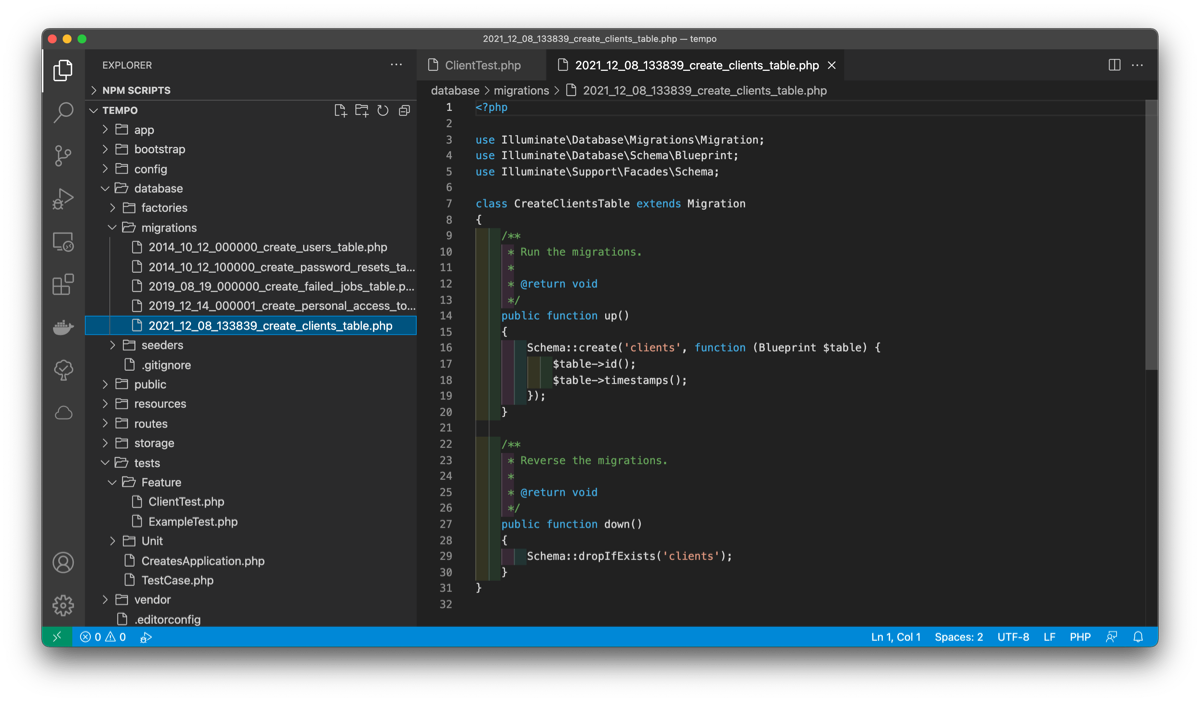 2021_12_08_133839_create_clients_table.php — tempo
EXPLORER
NPM SCRIPTS
TEMPO
app
bootstrap
config
database
factories
migrations
2014_10_12_000000_create_users_table.php
2014_10_12_100000_create_password_resets_ta...
2019_08_19_000000_create_failed_jobs_table.p...
2019_12_14_000001_create_personal_access_to...
2021_12_08_133839_create_clients_table.php
seeders
.gitignore
public
resources
routes
storage
tests
Feature
ClientTest.php
ExampleTest.php
Unit
CreatesApplication.php
TestCase.php
vendor
.editorconfig
ClientTest.php
2021_12_08_133839_create_clients_table.php
database > migrations > 2021_12_08_133839_create_clients_table.php
1 <?php
2
3 use Illuminate\Database\Migrations\Migration;
4 use Illuminate\Database\Schema\Blueprint;
5 use Illuminate\Support\Facades\Schema;
6
7 class CreateClientsTable extends Migration
8 {
9 /**
10 * Run the migrations.
11 *
12 * @return void
13 */
14 public function up()
15 {
16 Schema::create('clients', function (Blueprint $table) {
17 $table->id();
18 $table->timestamps();
19 });
20 }
21
22 /**
23 * Reverse the migrations.
24 *
25 * @return void
26 */
27 public function down()
28 {
29 Schema::dropIfExists('clients');
30 }
31 }
32
0 0
Ln 1, Col 1 Spaces: 2 UTF-8 LF PHP